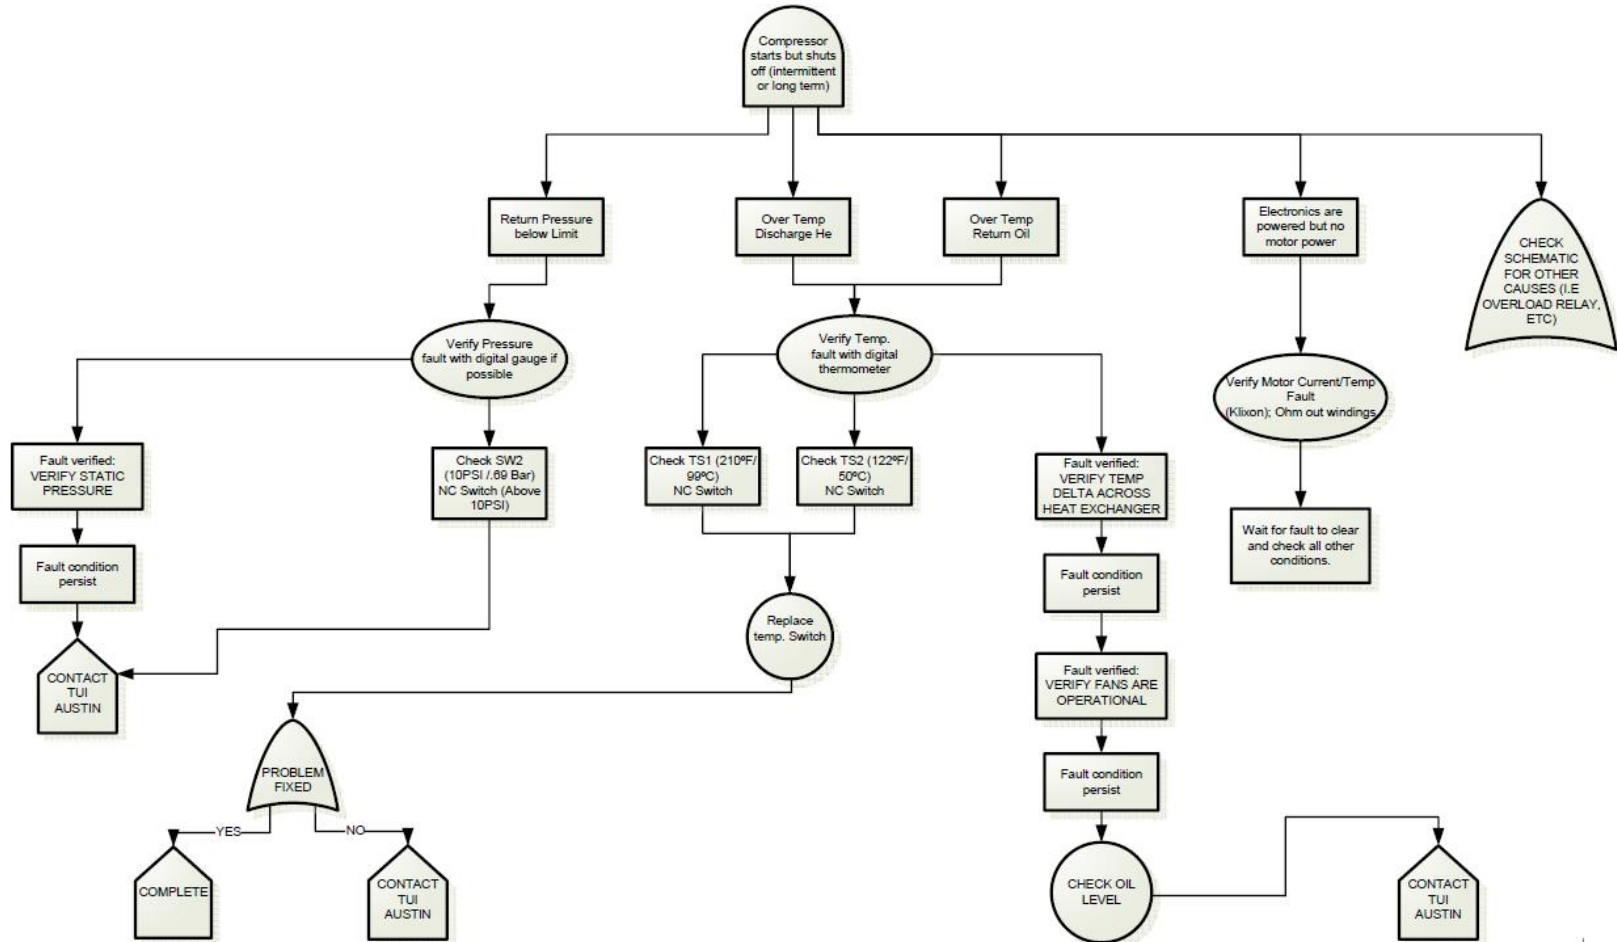 Compressor
starts but shuts
off (intermittent
or long term)
Return Pressure
below Limit
Over Temp
Discharge He
Over Temp
Return Oil
Electronics are
powered but no
motor power
CHECK
SCHEMATIC
FOR OTHER
CAUSES (I.E
OVERLOAD RELAY,
ETC)
Verify Pressure
fault with digital gauge if
possible
Verify Temp.
fault with digital
thermometer
Verify Motor Current/Temp
Fault
(Klixon); Ohm out windings
Fault verified:
VERIFY STATIC
PRESSURE
Check SW2
(10PSI /.69 Bar)
NC Switch (Above
10PSI)
Check TS1 (210ºF/
99ºC)
NC Switch
Check TS2 (122ºF/
50ºC)
NC Switch
Fault verified:
VERIFY TEMP
DELTA ACROSS
HEAT EXCHANGER
Wait for fault to clear
and check all other
conditions.
Fault condition
persist
Fault condition
persist
Replace
temp. Switch
CONTACT
TUI
AUSTIN
Fault verified:
VERIFY FANS ARE
OPERATIONAL
PROBLEM
FIXED
Fault condition
persist
YES
NO
COMPLETE
CONTACT
TUI
AUSTIN
CHECK OIL
LEVEL
CONTACT
TUI
AUSTIN